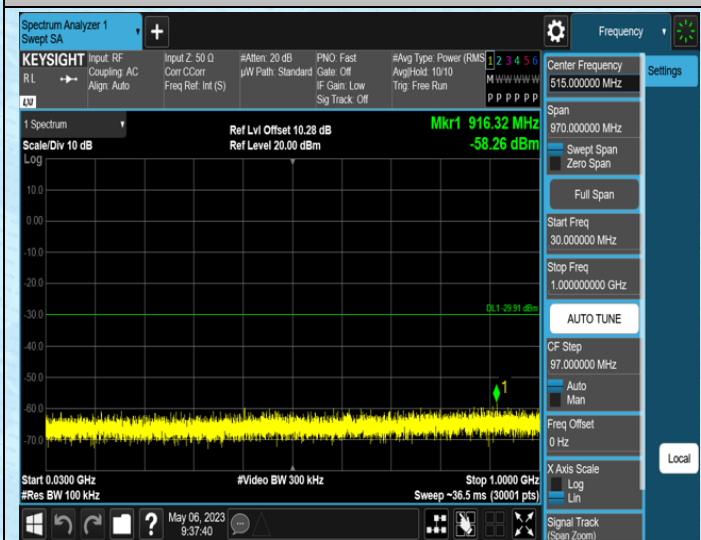 Spectrum Analyzer 1
Swept SA
Frequency
KEYSIGHT
RL
LXI
Input: RF
Coupling: AC
Align: Auto
Input Z: 50 Ω
Corr CCorr
Freq Ref: Int (S)
#Atten: 20 dB
µW Path: Standard
PNO: Fast
Gate: Off
IF Gain: Low
Sig Track: Off
#Avg Type: Power (RMS
Avg|Hold: 10/10
Trig: Free Run
1 2 3 4 5 6
M W W W W W
P P P P P P
1 Spectrum
Scale/Div 10 dB
Log
Ref Lvl Offset 10.28 dB
Ref Level 20.00 dBm
Mkr1 916.32 MHz
-58.26 dBm
10.0
0.00
-10.0
-20.0
-30.0
-40.0
-50.0
-60.0
-70.0
DL1 -29.91 dBm
1
Start 0.0300 GHz
#Res BW 100 kHz
#Video BW 300 kHz
Stop 1.0000 GHz
Sweep ~36.5 ms (30001 pts)
?
May 06, 2023
9:37:40
Center Frequency
515.000000 MHz
Span
970.000000 MHz
Swept Span
Zero Span
Full Span
Start Freq
30.000000 MHz
Stop Freq
1.000000000 GHz
AUTO TUNE
CF Step
97.000000 MHz
Auto
Man
Freq Offset
0 Hz
X Axis Scale
Log
Lin
Signal Track
(Span Zoom)
Settings
Local